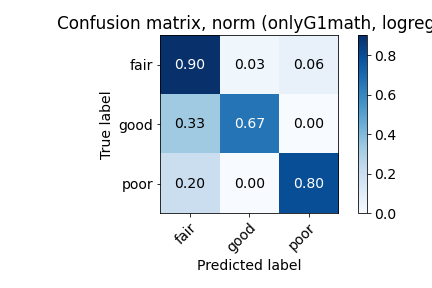 Confusion matrix, norm (onlyG1math, logreg
True label
fair 0.90 0.03 0.06
good 0.33 0.67 0.00
poor 0.20 0.00 0.80
fair good poor
Predicted label
0.8
0.6
0.4
0.2
0.0